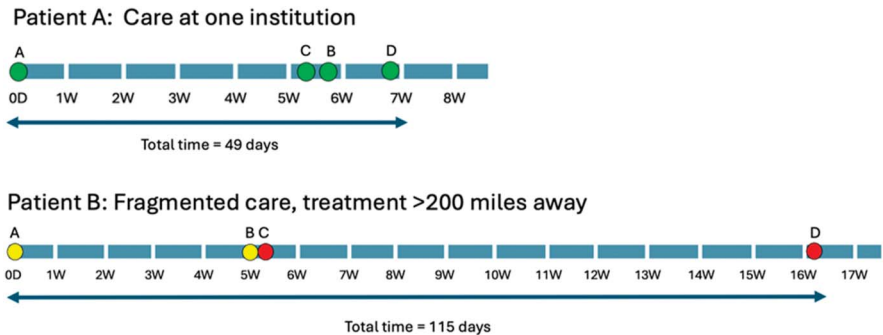 Patient A: Care at one institution
A C B D
0D 1W 2W 3W 4W 5W 6W 7W 8W
Total time = 49 days
Patient B: Fragmented care, treatment >200 miles away
A B C D
0D 1W 2W 3W 4W 5W 6W 7W 8W 9W 10W 11W 12W 13W 14W 15W 16W 17W
Total time = 115 days